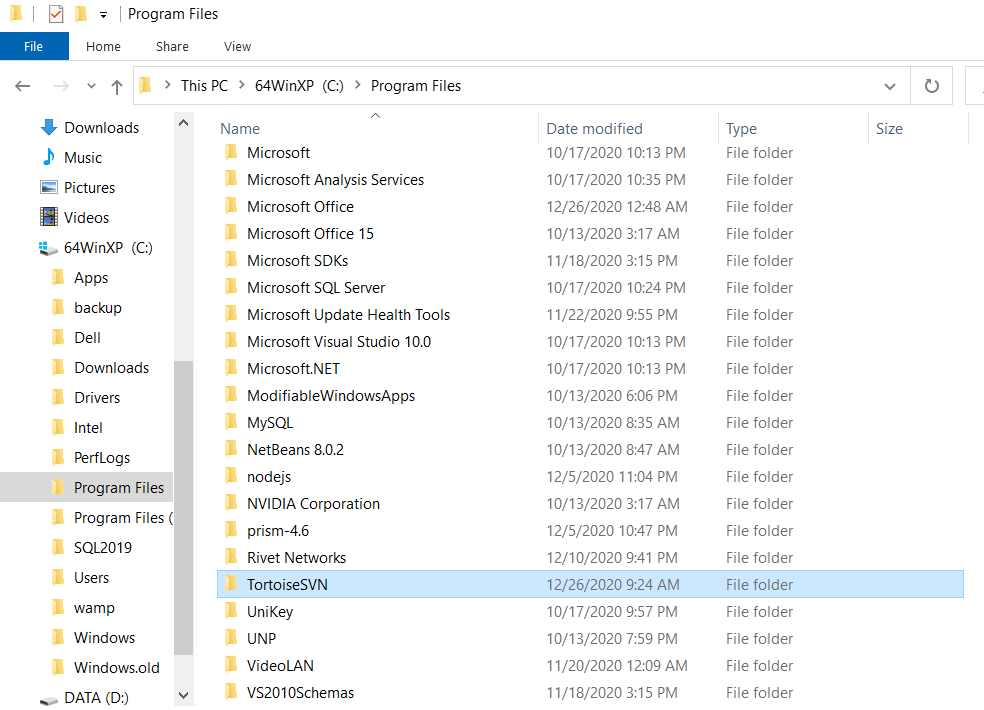 Program Files
File Home Share View
This PC 64WinXP (C:) Program Files
Name Date modified Type Size
Downloads
Music
Pictures
Videos
64WinXP (C:)
Apps
backup
Dell
Downloads
Drivers
Intel
PerfLogs
Program Files
Program Files (
SQL2019
Users
wamp
Windows
Windows.old
DATA (D:)
Microsoft 10/17/2020 10:13 PM File folder
Microsoft Analysis Services 10/17/2020 10:35 PM File folder
Microsoft Office 12/26/2020 12:48 AM File folder
Microsoft Office 15 10/13/2020 3:17 AM File folder
Microsoft SDKs 11/18/2020 3:15 PM File folder
Microsoft SQL Server 10/17/2020 10:24 PM File folder
Microsoft Update Health Tools 11/22/2020 9:55 PM File folder
Microsoft Visual Studio 10.0 10/17/2020 10:13 PM File folder
Microsoft.NET 10/17/2020 10:13 PM File folder
ModifiableWindowsApps 10/13/2020 6:06 PM File folder
MySQL 10/13/2020 8:35 AM File folder
NetBeans 8.0.2 10/13/2020 8:47 AM File folder
nodejs 12/5/2020 11:04 PM File folder
NVIDIA Corporation 10/13/2020 3:17 AM File folder
prism-4.6 12/5/2020 10:47 PM File folder
Rivet Networks 12/10/2020 9:41 PM File folder
TortoiseSVN 12/26/2020 9:24 AM File folder
UniKey 10/17/2020 9:57 PM File folder
UNP 10/13/2020 7:59 PM File folder
VideoLAN 11/20/2020 12:09 AM File folder
VS2010Schemas 11/18/2020 3:15 PM File folder